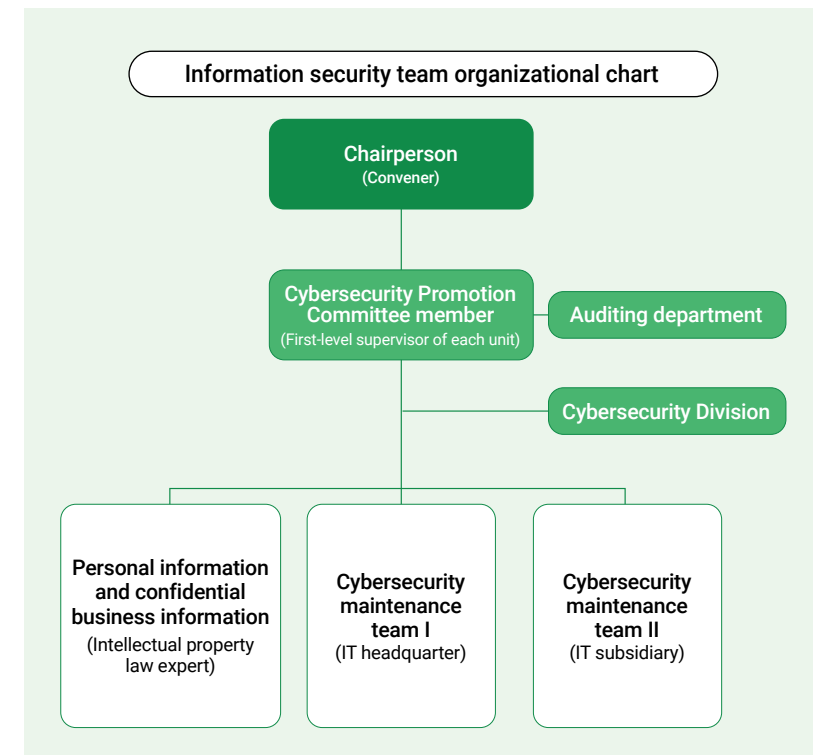 Information security team organizational chart
Chairperson
(Convener)
Cybersecurity Promotion
Committee member
(First-level supervisor of each unit)
Auditing department
Cybersecurity Division
Personal information
and confidential
business information
(Intellectual property
law expert)
Cybersecurity
maintenance
team I
(IT headquarter)
Cybersecurity
maintenance
team II
(IT subsidiary)